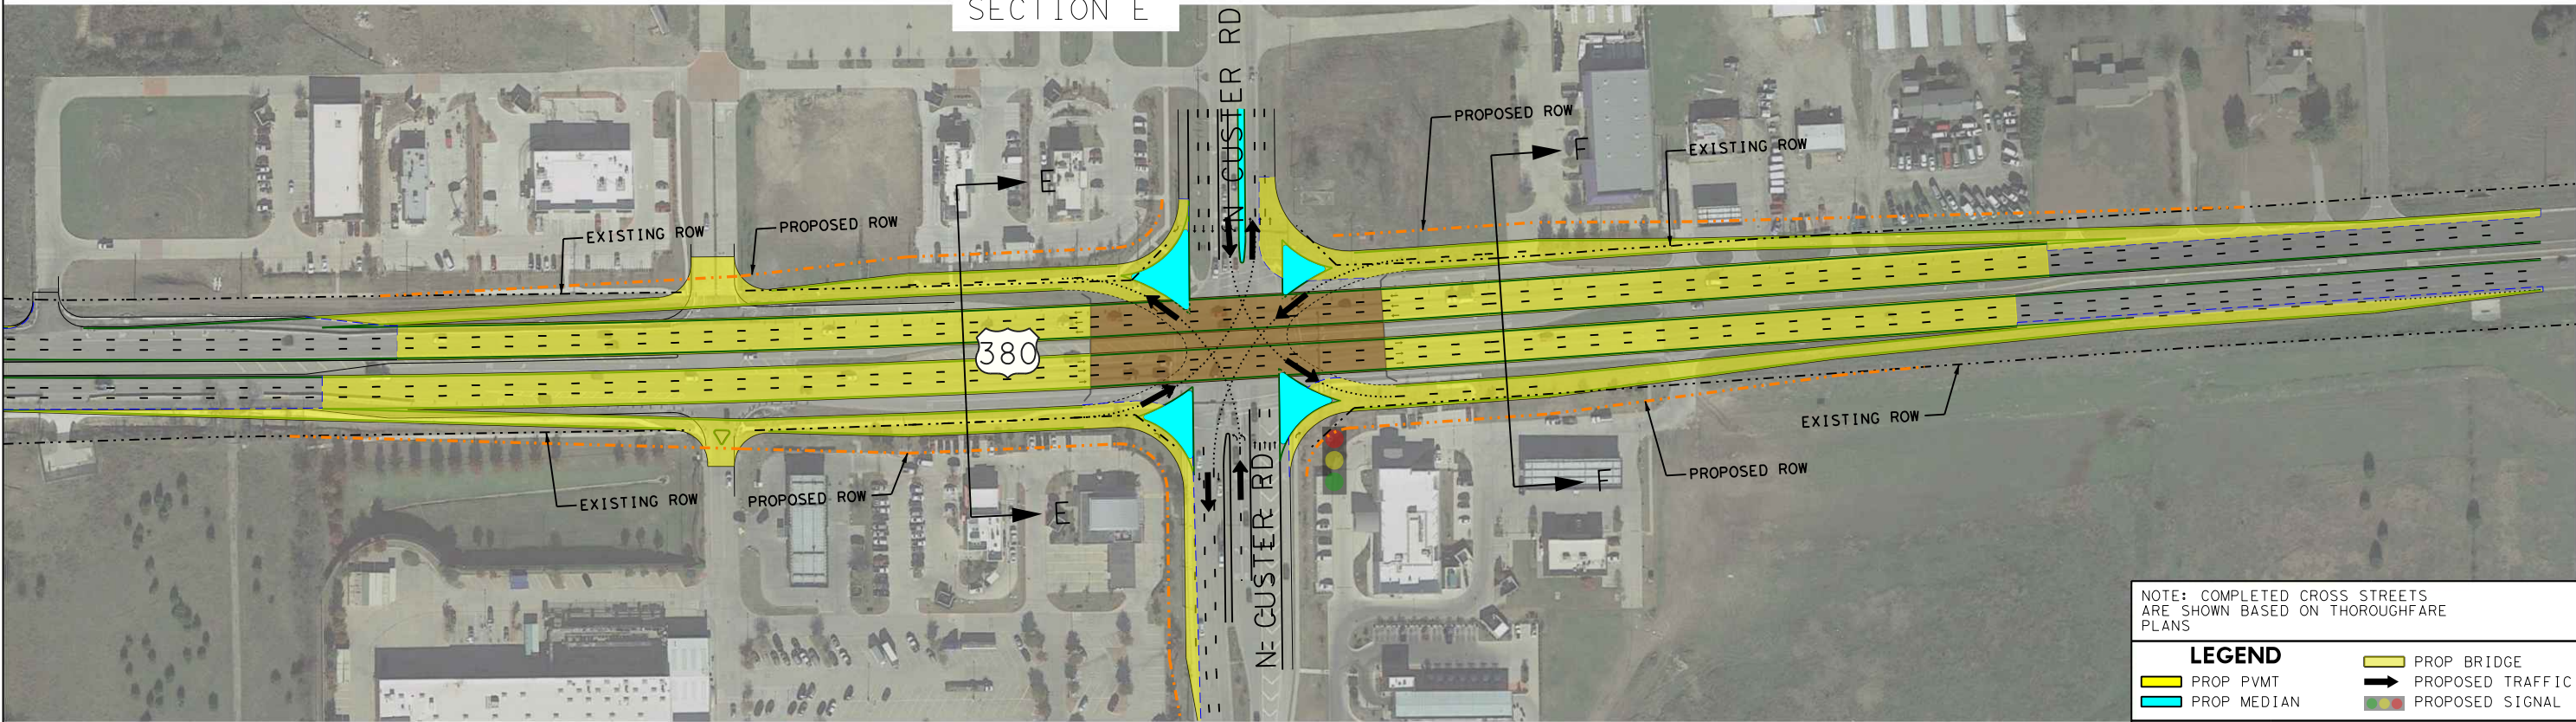 SECTION E
N CUSTER RD
PROPOSED ROW
F
EXISTING ROW
E
PROPOSED ROW
EXISTING ROW
380
EXISTING ROW
PROPOSED ROW
E
N. CUSTER RD
F
PROPOSED ROW
EXISTING ROW
NOTE: COMPLETED CROSS STREETS
ARE SHOWN BASED ON THOROUGHFARE
PLANS
LEGEND
PROP PVMT
PROP MEDIAN
PROP BRIDGE
PROPOSED TRAFFIC
PROPOSED SIGNAL